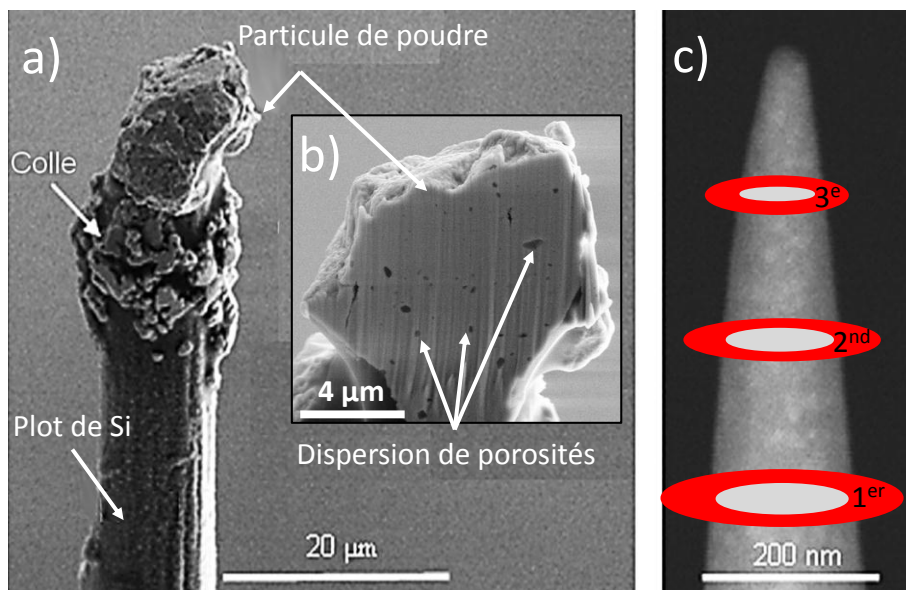 a)
Particule de poudre
Colle
b)
4 µm
Plot de Si
Dispersion de porosités
20 µm
c)
3e
2nd
1er
200 nm